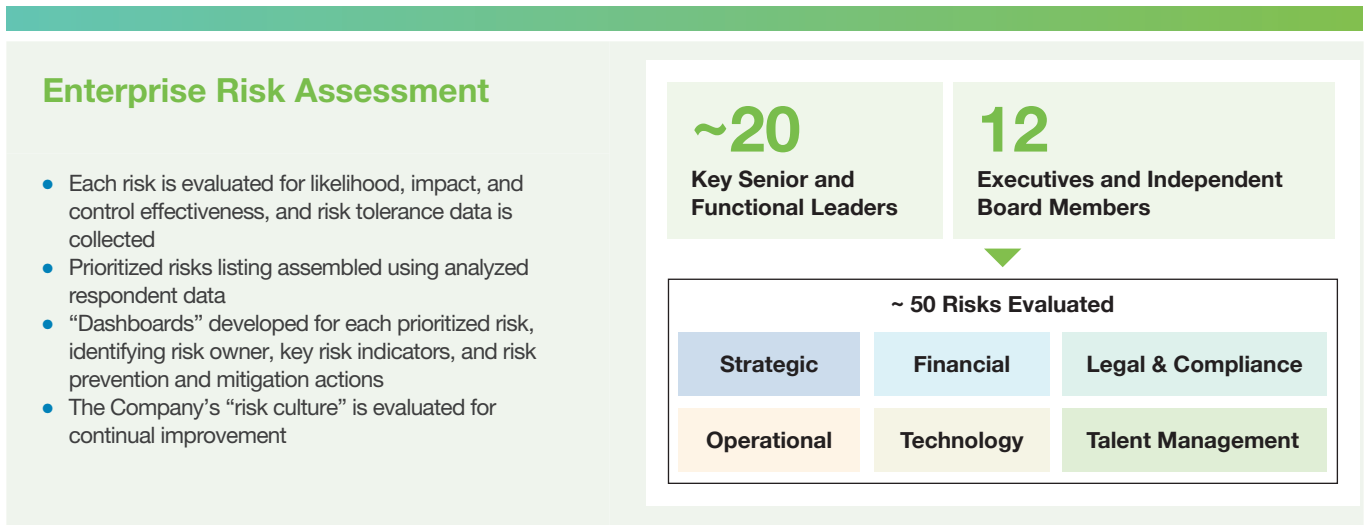 Enterprise Risk Assessment
● Each risk is evaluated for likelihood, impact, and
control effectiveness, and risk tolerance data is
collected
● Prioritized risks listing assembled using analyzed
respondent data
● “Dashboards” developed for each prioritized risk,
identifying risk owner, key risk indicators, and risk
prevention and mitigation actions
● The Company’s “risk culture” is evaluated for
continual improvement
~20
Key Senior and
Functional Leaders
12
Executives and Independent
Board Members
~ 50 Risks Evaluated
Strategic
Financial
Legal & Compliance
Operational
Technology
Talent Management